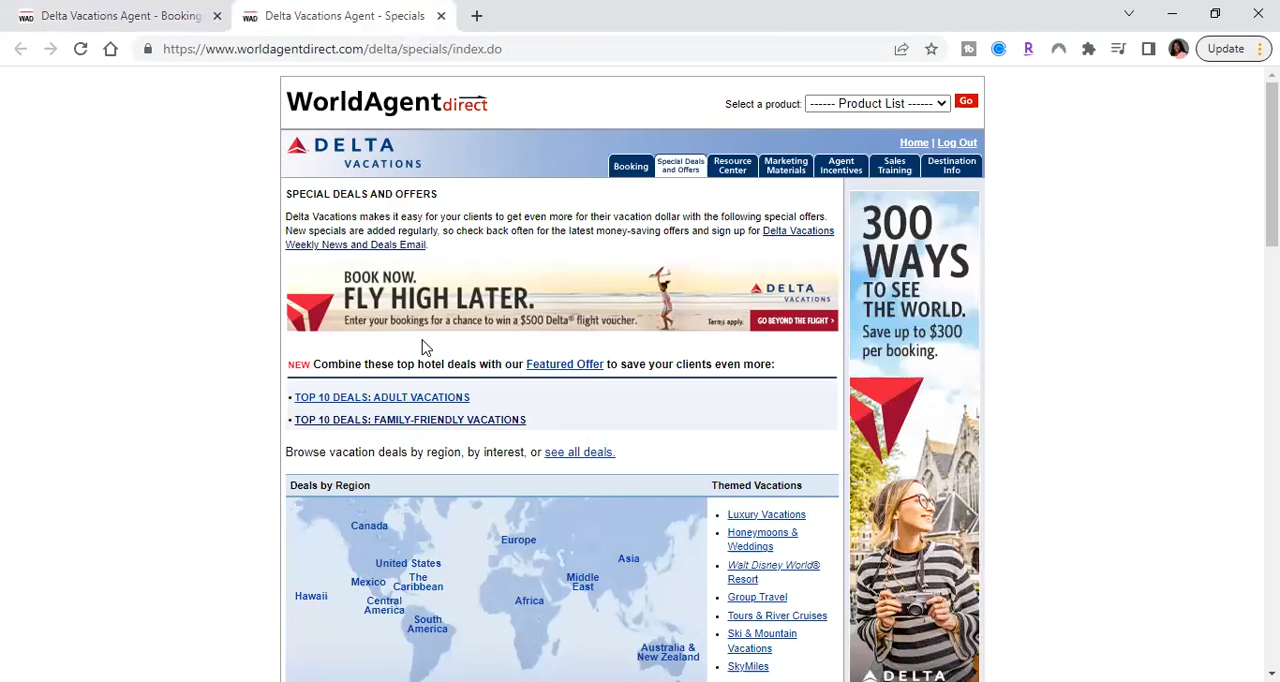 Delta Vacations Agent - Booking
Delta Vacations Agent - Specials
https://www.worldagentdirect.com/delta/specials/index.do
Update
WorldAgentdirect
Select a product:
------ Product List ------
Go
DELTA
VACATIONS
Home | Log Out
Booking
Special Deals
and Offers
Resource
Center
Marketing
Materials
Agent
Incentives
Sales
Training
Destination
Info
SPECIAL DEALS AND OFFERS
Delta Vacations makes it easy for your clients to get even more for their vacation dollar with the following special offers.
New specials are added regularly, so check back often for the latest money-saving offers and sign up for Delta Vacations
Weekly News and Deals Email.
BOOK NOW.
FLY HIGH LATER.
Enter your bookings for a chance to win a $500 Delta® flight voucher.
DELTA
VACATIONS
Terms apply.
GO BEYOND THE FLIGHT >
NEW Combine these top hotel deals with our Featured Offer to save your clients even more:
• TOP 10 DEALS: ADULT VACATIONS
• TOP 10 DEALS: FAMILY-FRIENDLY VACATIONS
Browse vacation deals by region, by interest, or see all deals.
Deals by Region
Canada
United States
Mexico
The
Caribbean
Hawaii
Central
America
South
America
Europe
Africa
Middle
East
Asia
Australia &
New Zealand
Themed Vacations
• Luxury Vacations
• Honeymoons &
Weddings
• Walt Disney World®
Resort
• Group Travel
• Tours & River Cruises
• Ski & Mountain
Vacations
• SkyMiles
300
WAYS
TO SEE
THE WORLD.
Save up to $300
per booking.
DELTA